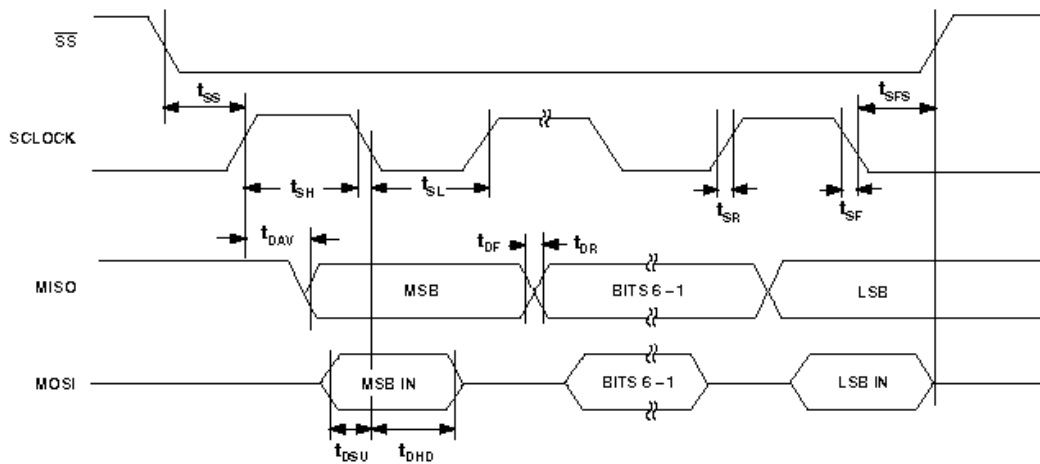 SS
tSS
tSFS
SCLOCK
tSH
tSL
tSR
tSF
tDAV
tDF
tDR
MISO
MSB
BITS 6 – 1
LSB
MOSI
MSB IN
BITS 6 – 1
LSB IN
tDSU
tDHD